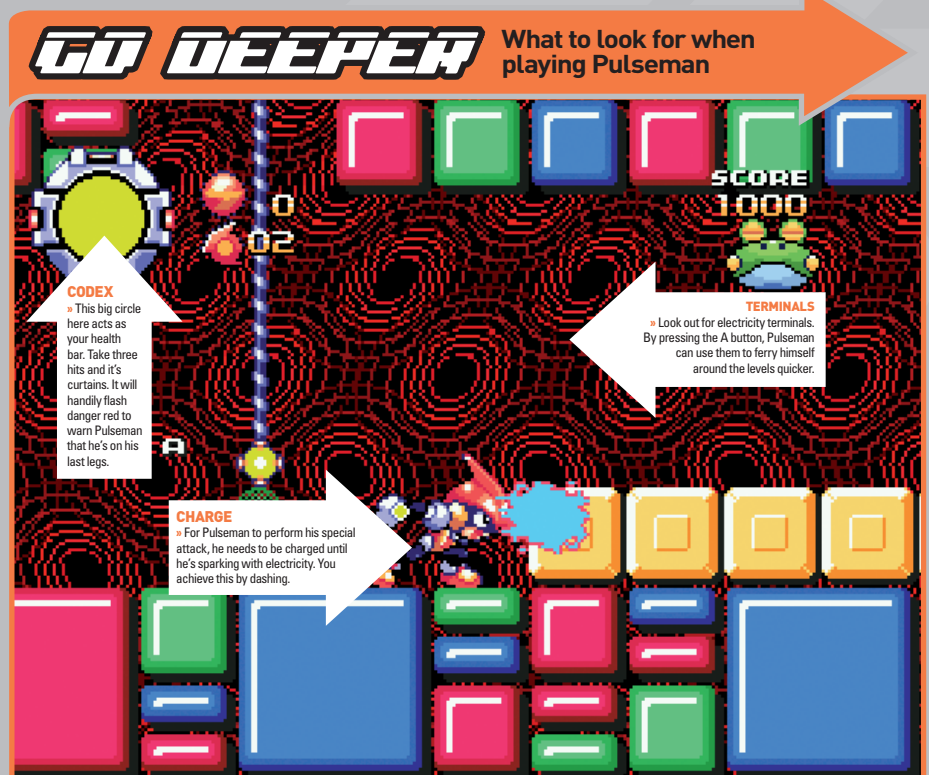 GO DEEPER
What to look for when
playing Pulseman
SCORE
1000
0
02
CODEX
» This big circle
here acts as
your health
bar. Take three
hits and it's
curtains. It will
handily flash
danger red to
warn Pulseman
that he's on his
last legs.
TERMINALS
» Look out for electricity terminals.
By pressing the A button, Pulseman
can use them to ferry himself
around the levels quicker.
A
CHARGE
» For Pulseman to perform his special
attack, he needs to be charged until
he's sparking with electricity. You
achieve this by dashing.